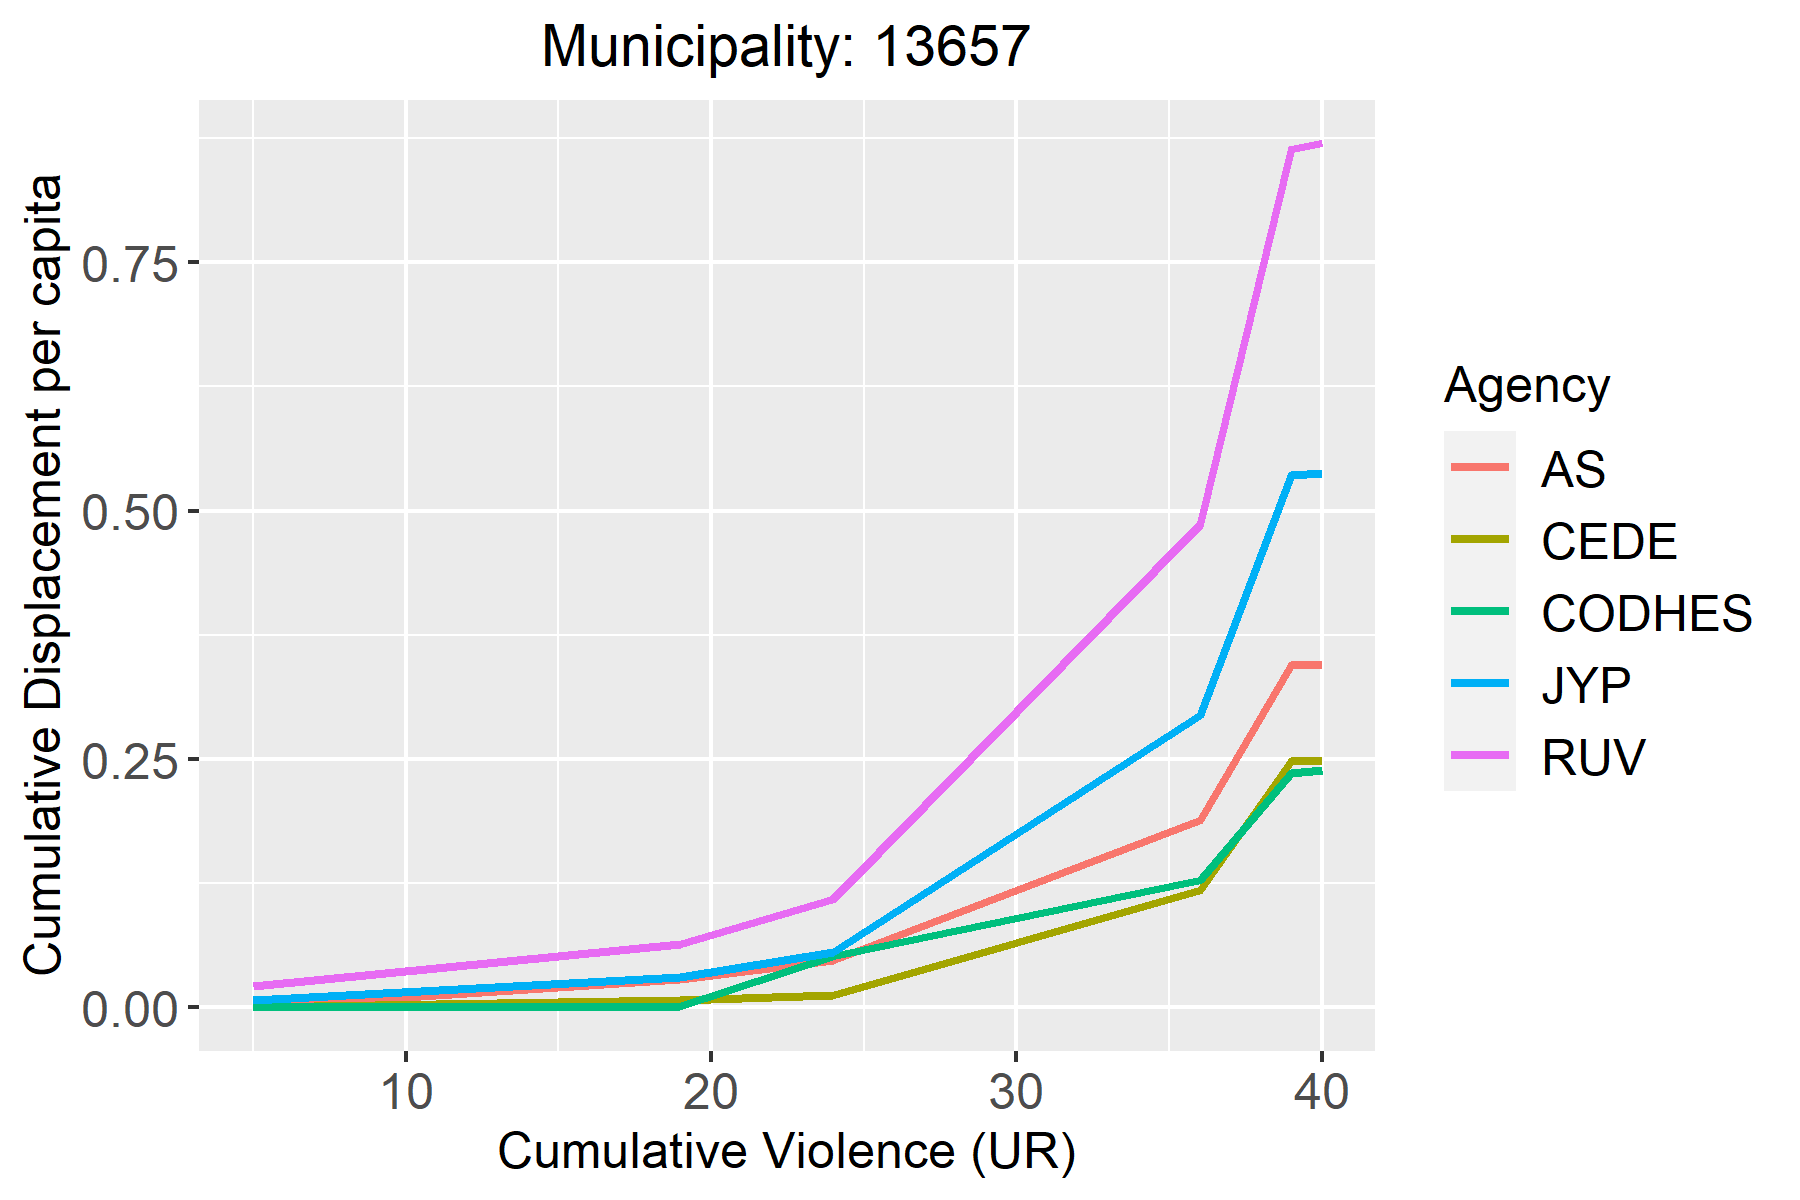 Municipality: 13657
Cumulative Displacement per capita
0.75
0.50
0.25
0.00
10 20 30 40
Cumulative Violence (UR)
Agency
AS
CEDE
CODHES
JYP
RUV